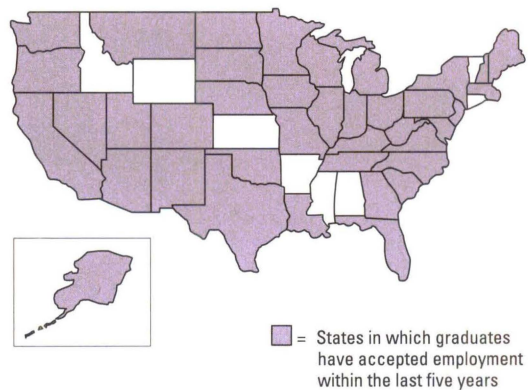 = States in which graduates
have accepted employment
within the last five years